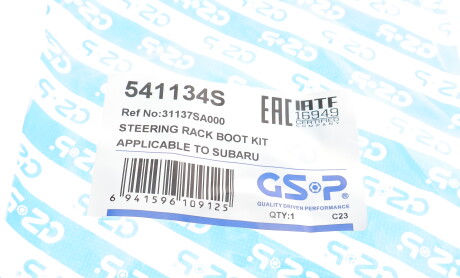 541134S
Ref No:31137SA000
STEERING RACK BOOT KIT
APPLICABLE TO SUBARU
EAC
IATF
16949
CERTIFIED
COMPANY
6 941596 109125
GSP
QUALITY DRIVEN PERFORMANCE
QTY:1 C23